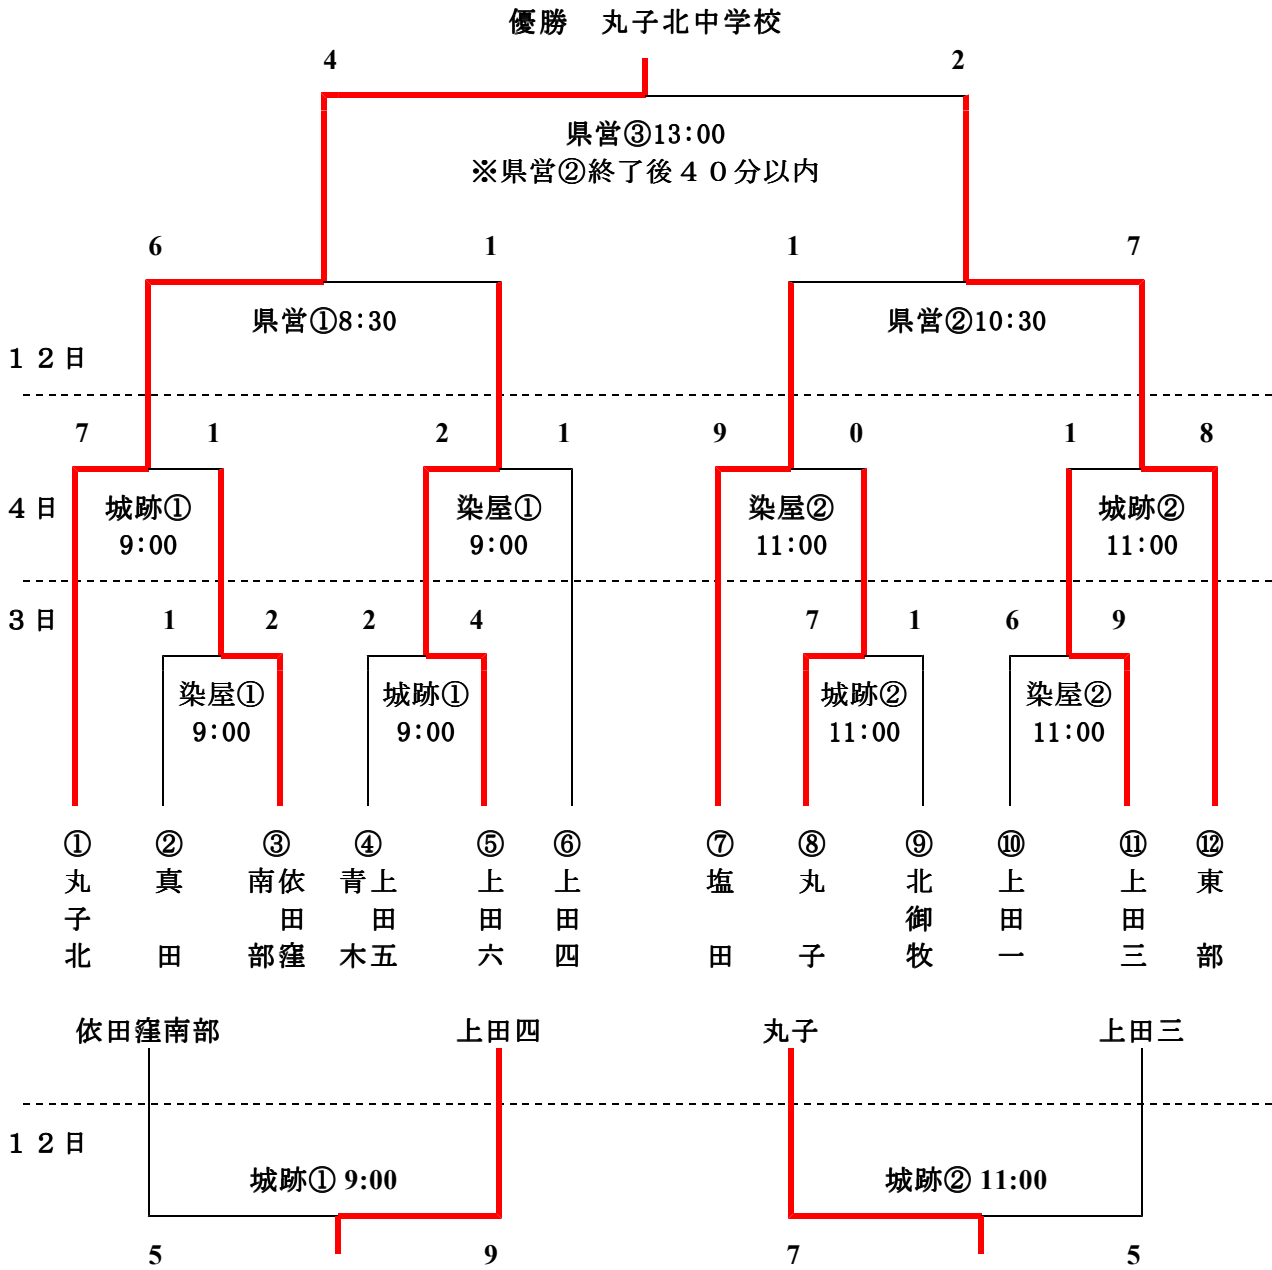 優勝　丸子北中学校
4 2
県営③13:00
※県営②終了後４０分以内
6 1 1 7
県営①8:30 県営②10:30
１２日
7 1 2 1 9 0 1 8
４日
城跡① 染屋① 染屋② 城跡②
9:00 9:00 11:00 11:00
３日
1 2 2 4 7 1 6 9
染屋① 城跡① 城跡② 染屋②
9:00 9:00 11:00 11:00
① ② ③ ④ ⑤ ⑥ ⑦ ⑧ ⑨ ⑩ ⑪ ⑫
丸子北
真田
依田窪
南部
上田五
青木
上田六
上田四
塩田
丸子
北御牧
上田一
上田三
東部
依田窪南部 上田四 丸子 上田三
１２日
城跡① 9:00 城跡② 11:00
5 9 7 5